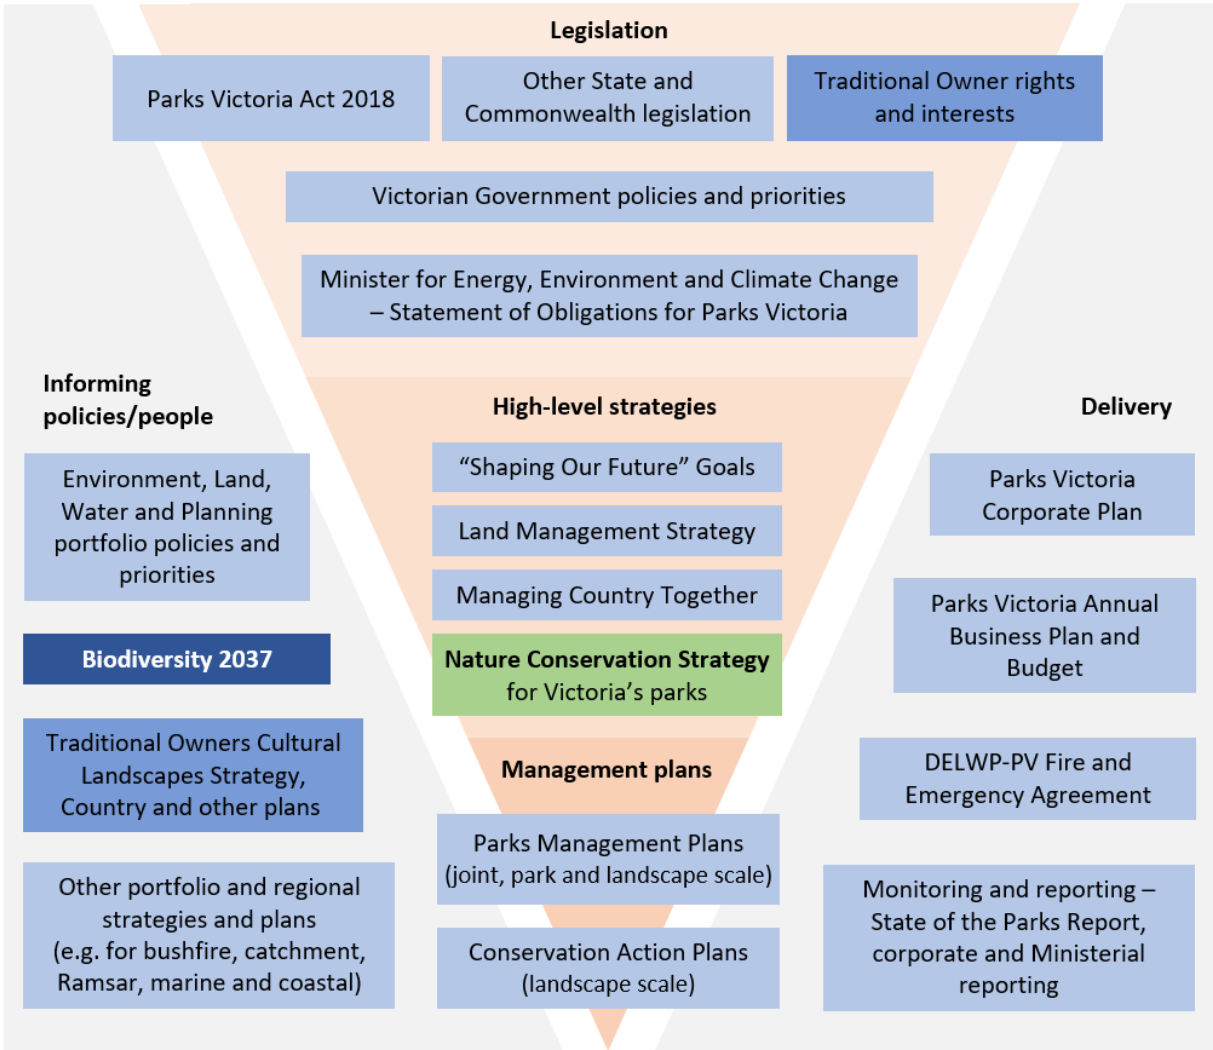 Legislation
Parks Victoria Act 2018
Other State and
Commonwealth legislation
Traditional Owner rights
and interests
Victorian Government policies and priorities
Minister for Energy, Environment and Climate Change
– Statement of Obligations for Parks Victoria
Informing
policies/people
Environment, Land,
Water and Planning
portfolio policies and
priorities
Biodiversity 2037
Traditional Owners Cultural
Landscapes Strategy,
Country and other plans
Other portfolio and regional
strategies and plans
(e.g. for bushfire, catchment,
Ramsar, marine and coastal)
High-level strategies
“Shaping Our Future” Goals
Land Management Strategy
Managing Country Together
Nature Conservation Strategy
for Victoria’s parks
Management plans
Parks Management Plans
(joint, park and landscape scale)
Conservation Action Plans
(landscape scale)
Delivery
Parks Victoria
Corporate Plan
Parks Victoria Annual
Business Plan and
Budget
DELWP-PV Fire and
Emergency Agreement
Monitoring and reporting –
State of the Parks Report,
corporate and Ministerial
reporting